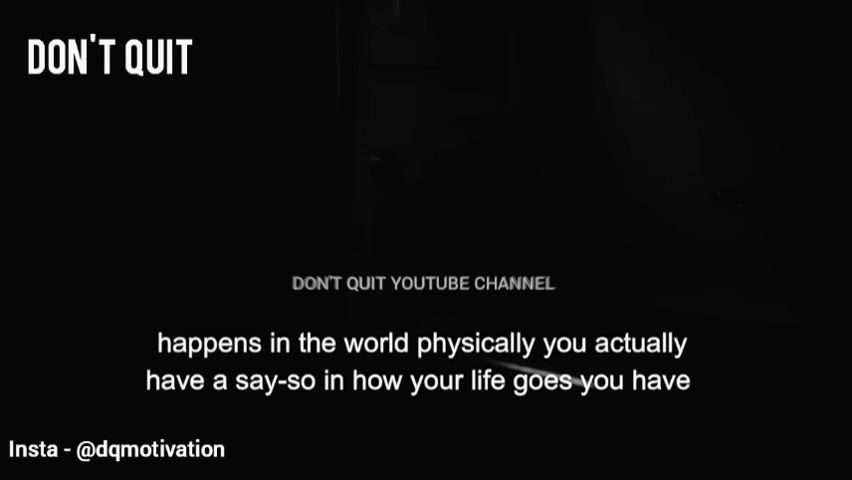 DON'T QUIT
DON'T QUIT YOUTUBE CHANNEL
happens in the world physically you actually
have a say-so in how your life goes you have
Insta - @dqmotivation